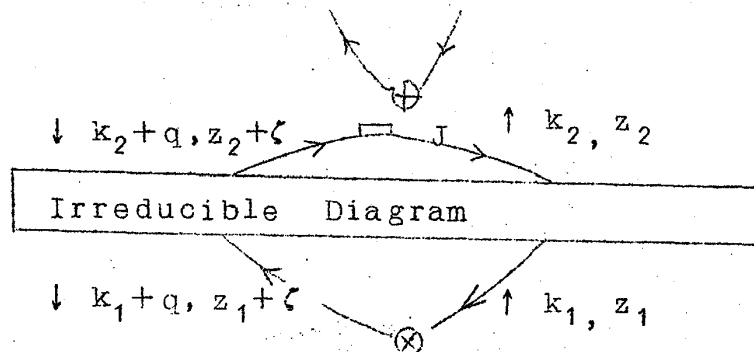 ↓ k₂+q, z₂+ζ J ↑ k₂, z₂
Irreducible Diagram
↓ k₁+q, z₁+ζ ↑ k₁, z₁